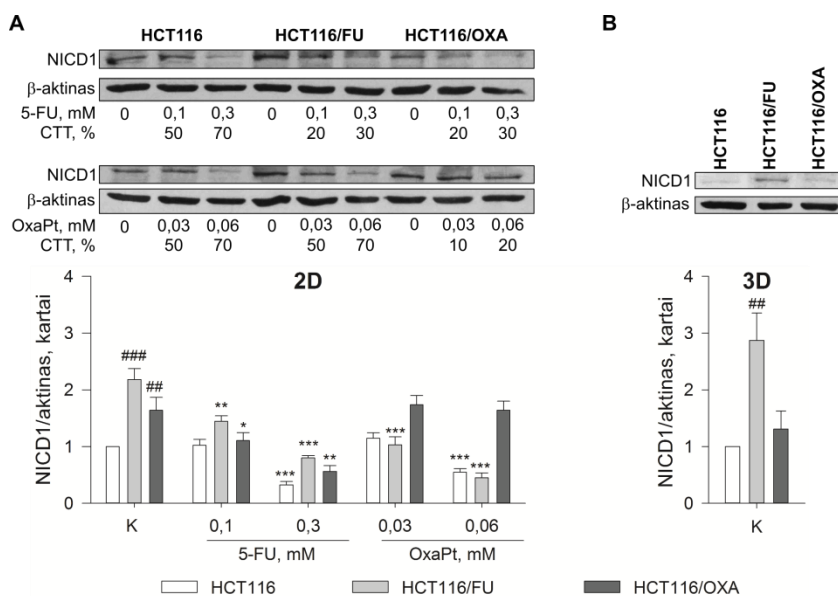 A
HCT116 HCT116/FU HCT116/OXA
NICD1
β-aktinas
5-FU, mM 0 0,1 0,3 0 0,1 0,3 0 0,1 0,3
CTT, % 50 70 20 30 20 30
NICD1
β-aktinas
OxaPt, mM 0 0,03 0,06 0 0,03 0,06 0 0,03 0,06
CTT, % 50 70 50 70 10 20
B
HCT116
HCT116/FU
HCT116/OXA
NICD1
β-aktinas
2D
NICD1/aktinas, kartai
4
3
2
1
0
###
##
**
*
***
***
**
***
***
***
K 0,1 0,3 0,03 0,06
5-FU, mM OxaPt, mM
3D
NICD1/aktinas, kartai
4
3
2
1
0
##
K
HCT116 HCT116/FU HCT116/OXA